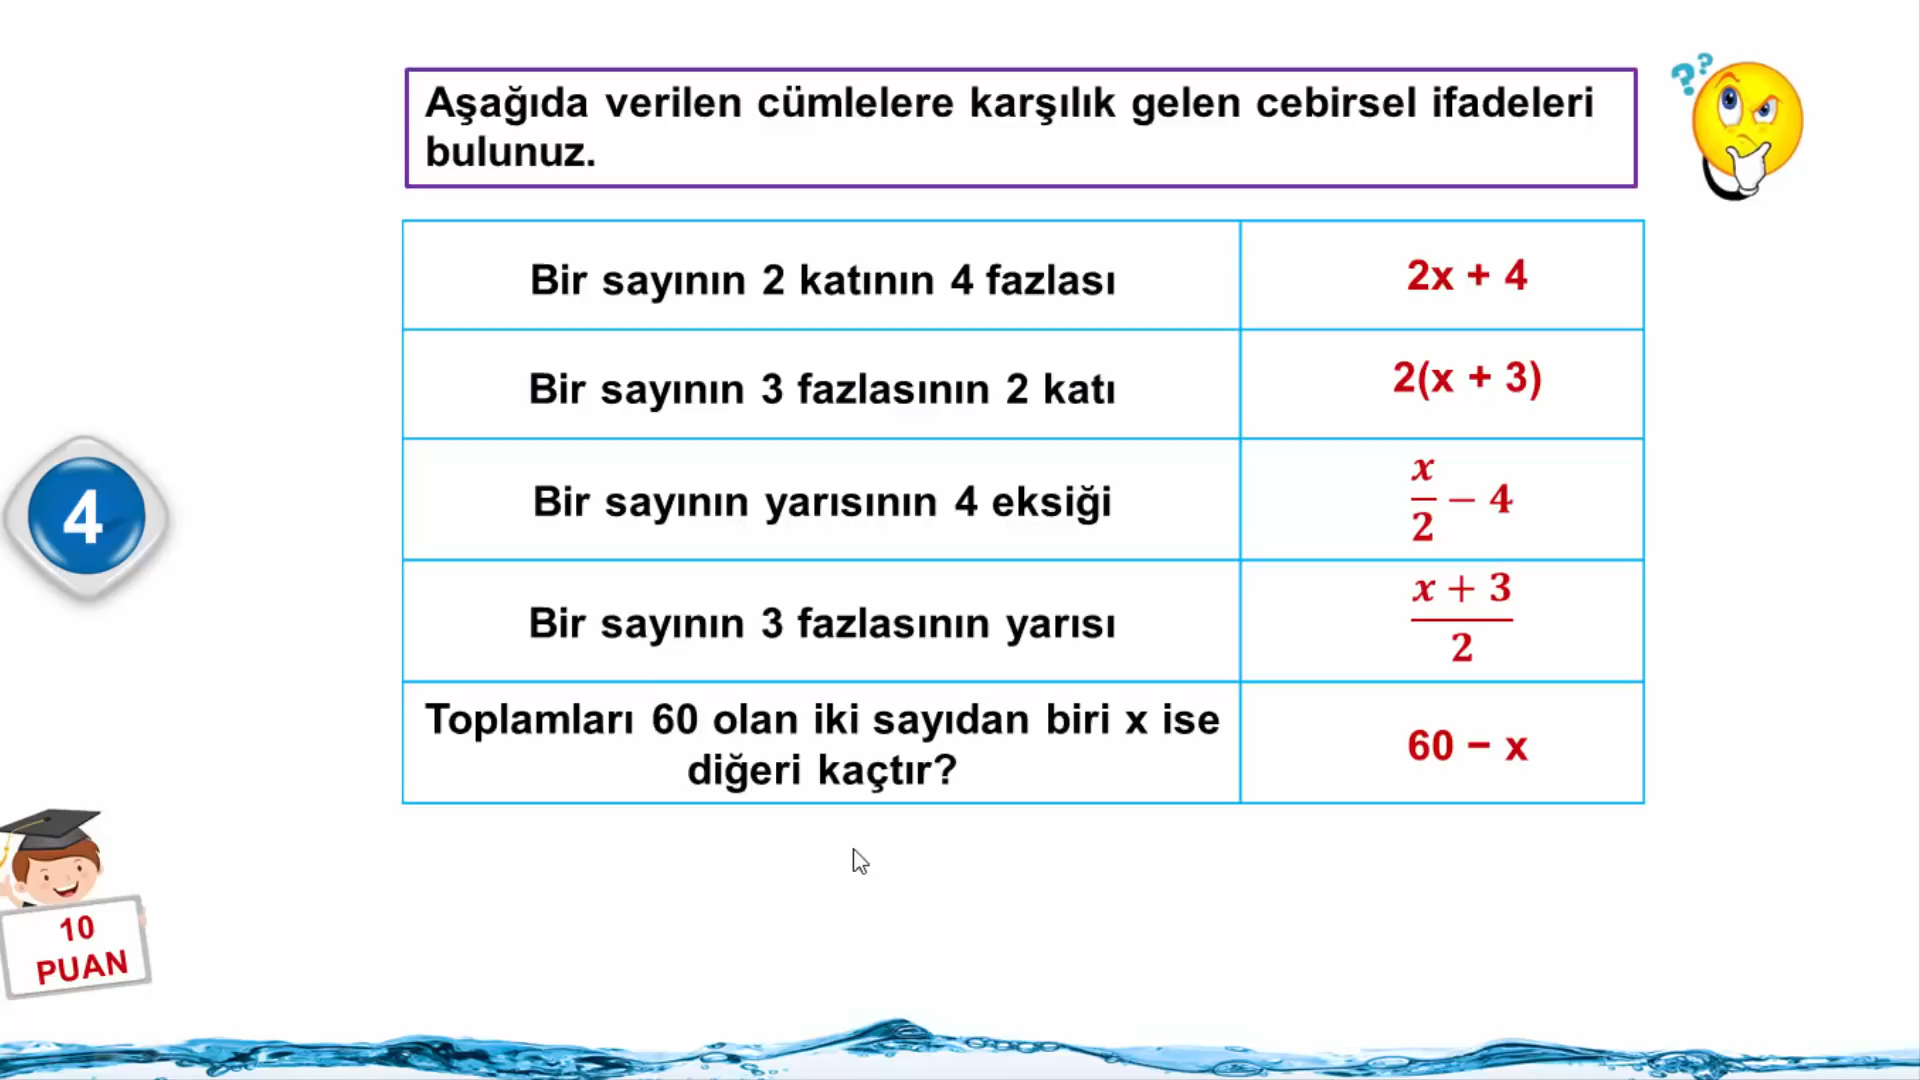 Aşağıda verilen cümlelere karşılık gelen cebirsel ifadeleri
bulunuz.
??
Bir sayının 2 katının 4 fazlası
2x + 4
Bir sayının 3 fazlasının 2 katı
2(x + 3)
Bir sayının yarısının 4 eksiği
x/2 − 4
Bir sayının 3 fazlasının yarısı
x + 3
2
Toplamları 60 olan iki sayıdan biri x ise
diğeri kaçtır?
60 − x
4
10
PUAN